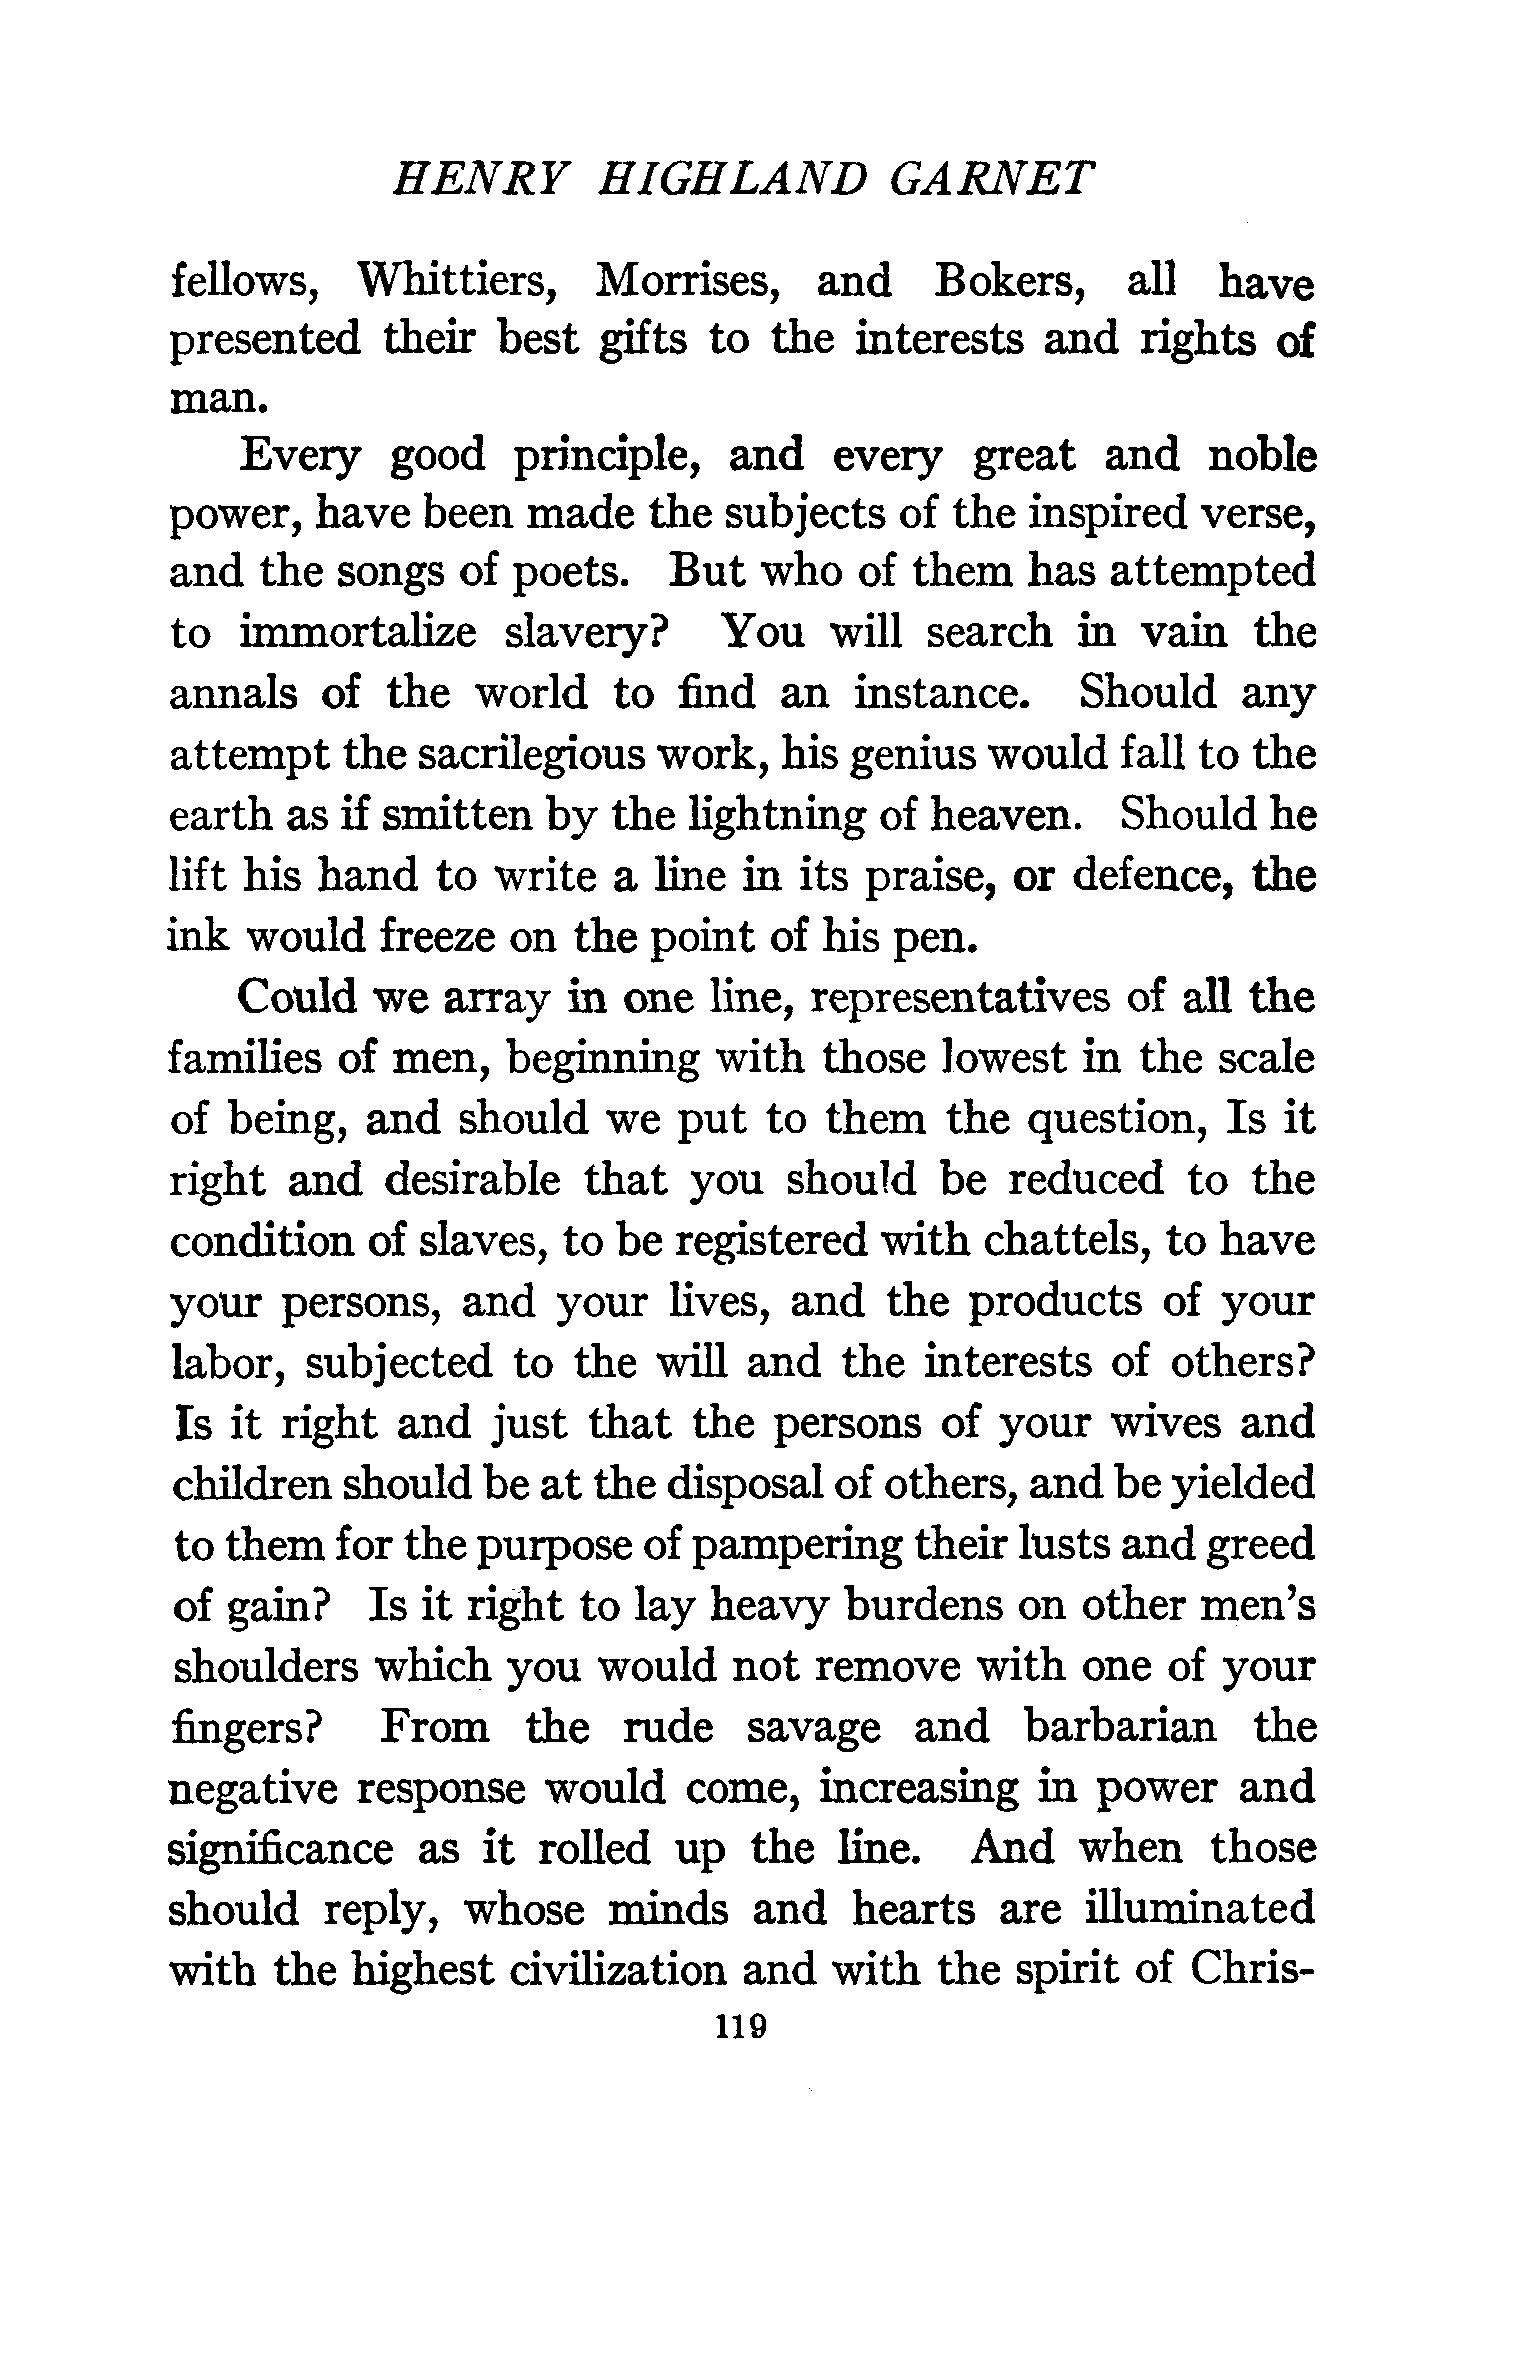 HENRY HIGHLAND GARNET
fellows, Whittiers, Morrises, and Bokers, all have
presented their best gifts to the interests and rights of
man.
Every good principle, and every great and noble
power, have been made the subjects of the inspired verse,
and the songs of poets. But who of them has attempted
to immortalize slavery? You will search in vain the
annals of the world to find an instance. Should any
attempt the sacrilegious work, his genius would fall to the
earth as if smitten by the lightning of heaven. Should he
lift his hand to write a line in its praise, or defence, the
ink would freeze on the point of his pen.
Could we array in one line, representatives of all the
families of men, beginning with those lowest in the scale
of being, and should we put to them the question, Is it
right and desirable that you should be reduced to the
condition of slaves, to be registered with chattels, to have
your persons, and your lives, and the products of your
labor, subjected to the will and the interests of others?
Is it right and just that the persons of your wives and
children should be at the disposal of others, and be yielded
to them for the purpose of pampering their lusts and greed
of gain? Is it right to lay heavy burdens on other men's
shoulders which you would not remove with one of your
fingers? From the rude savage and barbarian the
negative response would come, increasing in power and
significance as it rolled up the line. And when those
should reply, whose minds and hearts are illuminated
with the highest civilization and with the spirit of Chris-
119